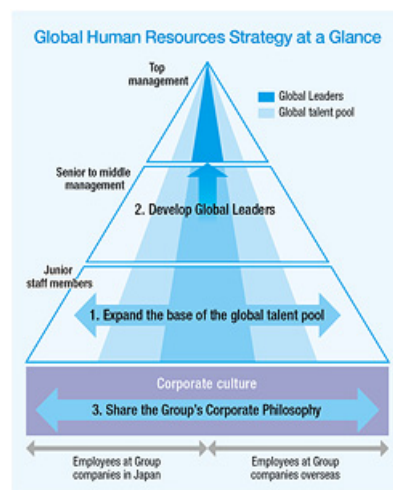 Global Human Resources Strategy at a Glance
Top
management
Global Leaders
Global talent pool
Senior to middle
management
2. Develop Global Leaders
Junior
staff members
1. Expand the base of the global talent pool
Corporate culture
3. Share the Group's Corporate Philosophy
Employees at Group
companies in Japan
Employees at Group
companies overseas